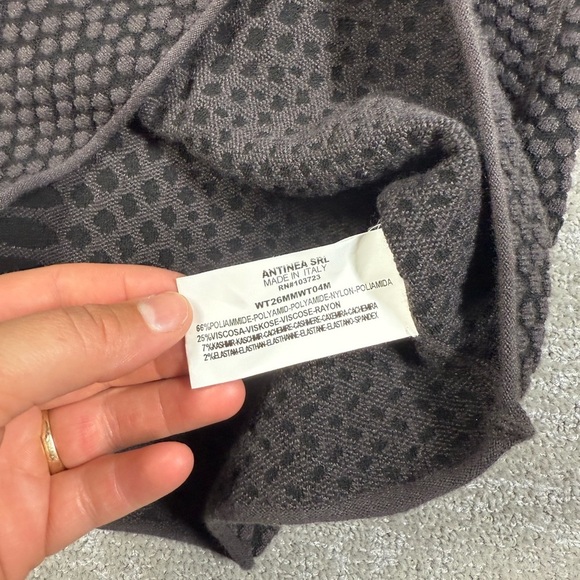 ANTINEA SRL
MADE IN ITALY
RN#103723
WT26MMWT04M
66%POLIAMMIDE-POLYAMID-POLYAMIDE-NYLON-POLIAMIDA
25%VISCOSA-VISKOSE-VISCOSE-RAYON
7%KASHMIR-KASCHMIR-CACHEMIRE-CASHMERE-CAXEMIRA-CACHEMIRA
2%ELASTAN-ELASTHAN-ELASTHANNE-ELASTANE-ELASTANO-SPANDEX